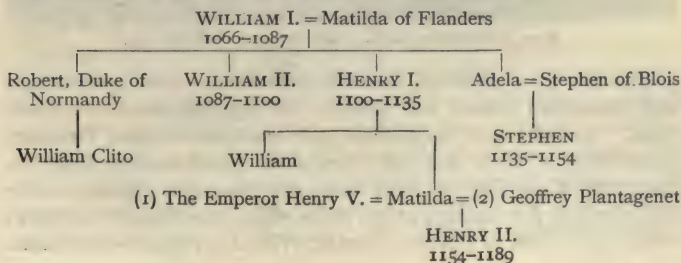 WILLIAM I. = Matilda of Flanders
1066–1087
Robert, Duke of Normandy
WILLIAM II.
1087–1100
HENRY I.
1100–1135
Adela = Stephen of Blois
William Clito
William
STEPHEN
1135–1154
(1) The Emperor Henry V. = Matilda = (2) Geoffrey Plantagenet
HENRY II.
1154–1189